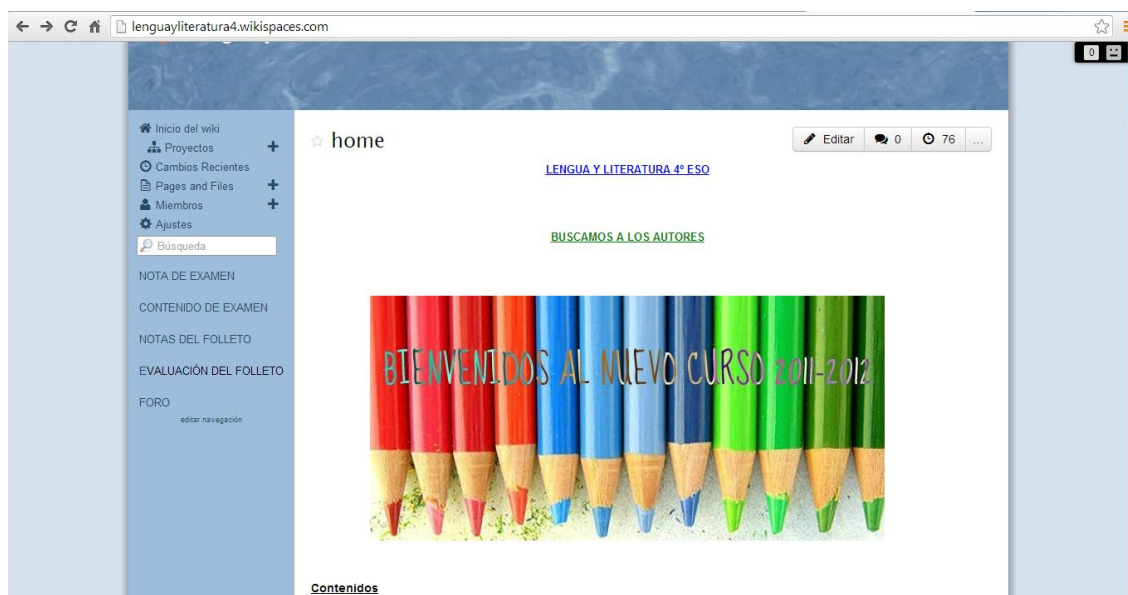 lenguayliteratura4.wikispaces.com
0
Inicio del wiki
Proyectos
Cambios Recientes
Pages and Files
Miembros
Ajustes
Búsqueda
NOTA DE EXAMEN
CONTENIDO DE EXAMEN
NOTAS DEL FOLLETO
EVALUACIÓN DEL FOLLETO
FORO
editar navegación
home
Editar 0 76 ...
LENGUA Y LITERATURA 4º ESO
BUSCAMOS A LOS AUTORES
BIENVENIDOS AL NUEVO CURSO 2011-2012
Contenidos